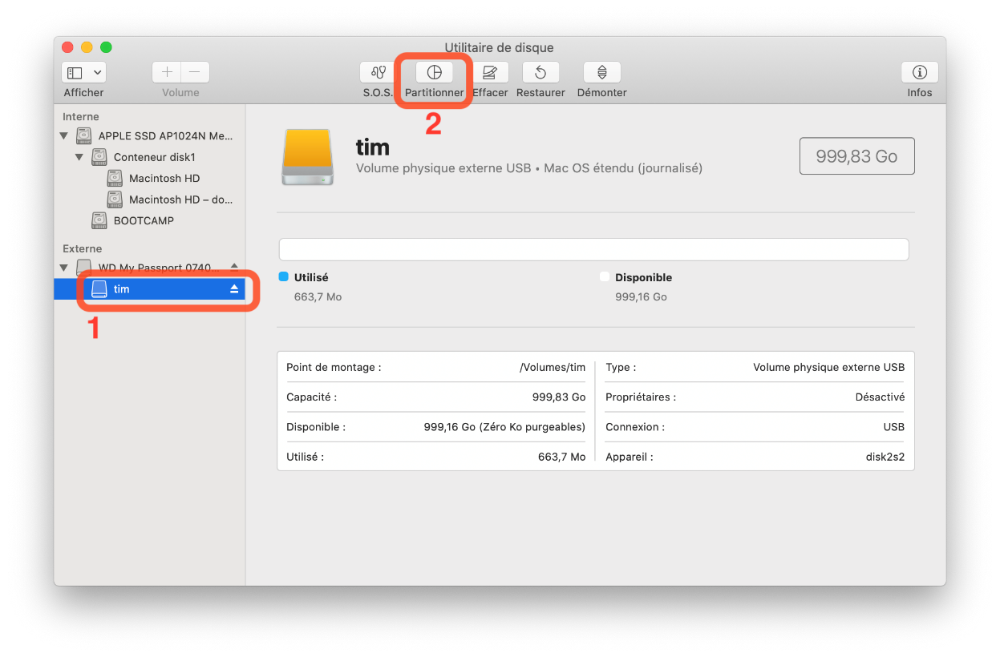 Utilitaire de disque
Afficher
Volume
S.O.S.
Partitionner
Effacer
Restaurer
Démonter
Infos
2
Interne
APPLE SSD AP1024N Me...
Conteneur disk1
Macintosh HD
Macintosh HD – do...
BOOTCAMP
Externe
WD My Passport 0740...
tim
1
tim
Volume physique externe USB • Mac OS étendu (journalisé)
999,83 Go
Utilisé
663,7 Mo
Disponible
999,16 Go
Point de montage : /Volumes/tim
Capacité : 999,83 Go
Disponible : 999,16 Go (Zéro Ko purgeables)
Utilisé : 663,7 Mo
Type : Volume physique externe USB
Propriétaires : Désactivé
Connexion : USB
Appareil : disk2s2